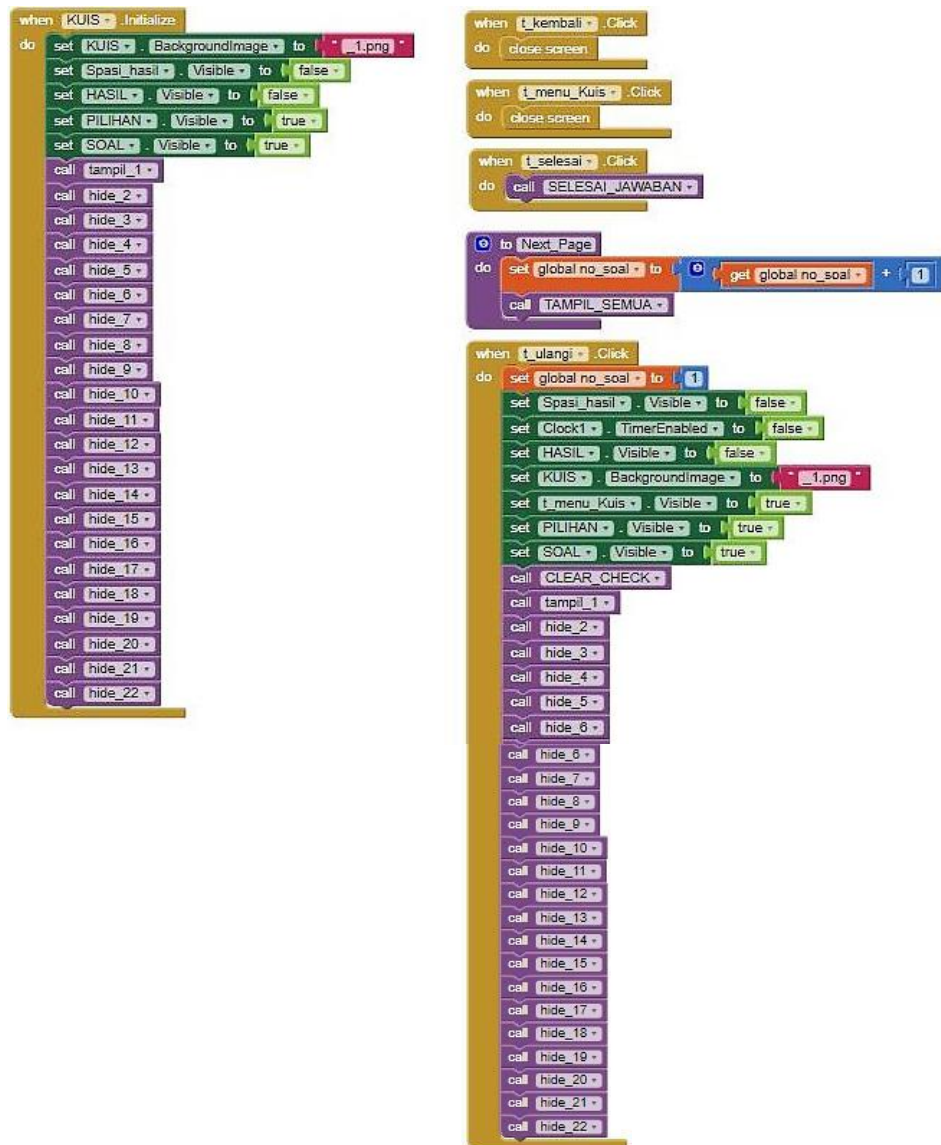 when KUIS .Initialize
do set KUIS . BackgroundImage to " _1.png "
set Spasi_hasil . Visible to false
set HASIL . Visible to false
set PILIHAN . Visible to true
set SOAL . Visible to true
call tampil_1
call hide_2
call hide_3
call hide_4
call hide_5
call hide_6
call hide_7
call hide_8
call hide_9
call hide_10
call hide_11
call hide_12
call hide_13
call hide_14
call hide_15
call hide_16
call hide_17
call hide_18
call hide_19
call hide_20
call hide_21
call hide_22
when t_kembali .Click
do close screen
when t_menu_Kuis .Click
do close screen
when t_selesai .Click
do call SELESAI_JAWABAN
to Next_Page
do set global no_soal to get global no_soal + 1
call TAMPIL_SEMUA
when t_ulangi .Click
do set global no_soal to 1
set Spasi_hasil . Visible to false
set Clock1 . TimerEnabled to false
set HASIL . Visible to false
set KUIS . BackgroundImage to " _1.png "
set t_menu_Kuis . Visible to true
set PILIHAN . Visible to true
set SOAL . Visible to true
call CLEAR_CHECK
call tampil_1
call hide_2
call hide_3
call hide_4
call hide_5
call hide_6
call hide_6
call hide_7
call hide_8
call hide_9
call hide_10
call hide_11
call hide_12
call hide_13
call hide_14
call hide_15
call hide_16
call hide_17
call hide_18
call hide_19
call hide_20
call hide_21
call hide_22